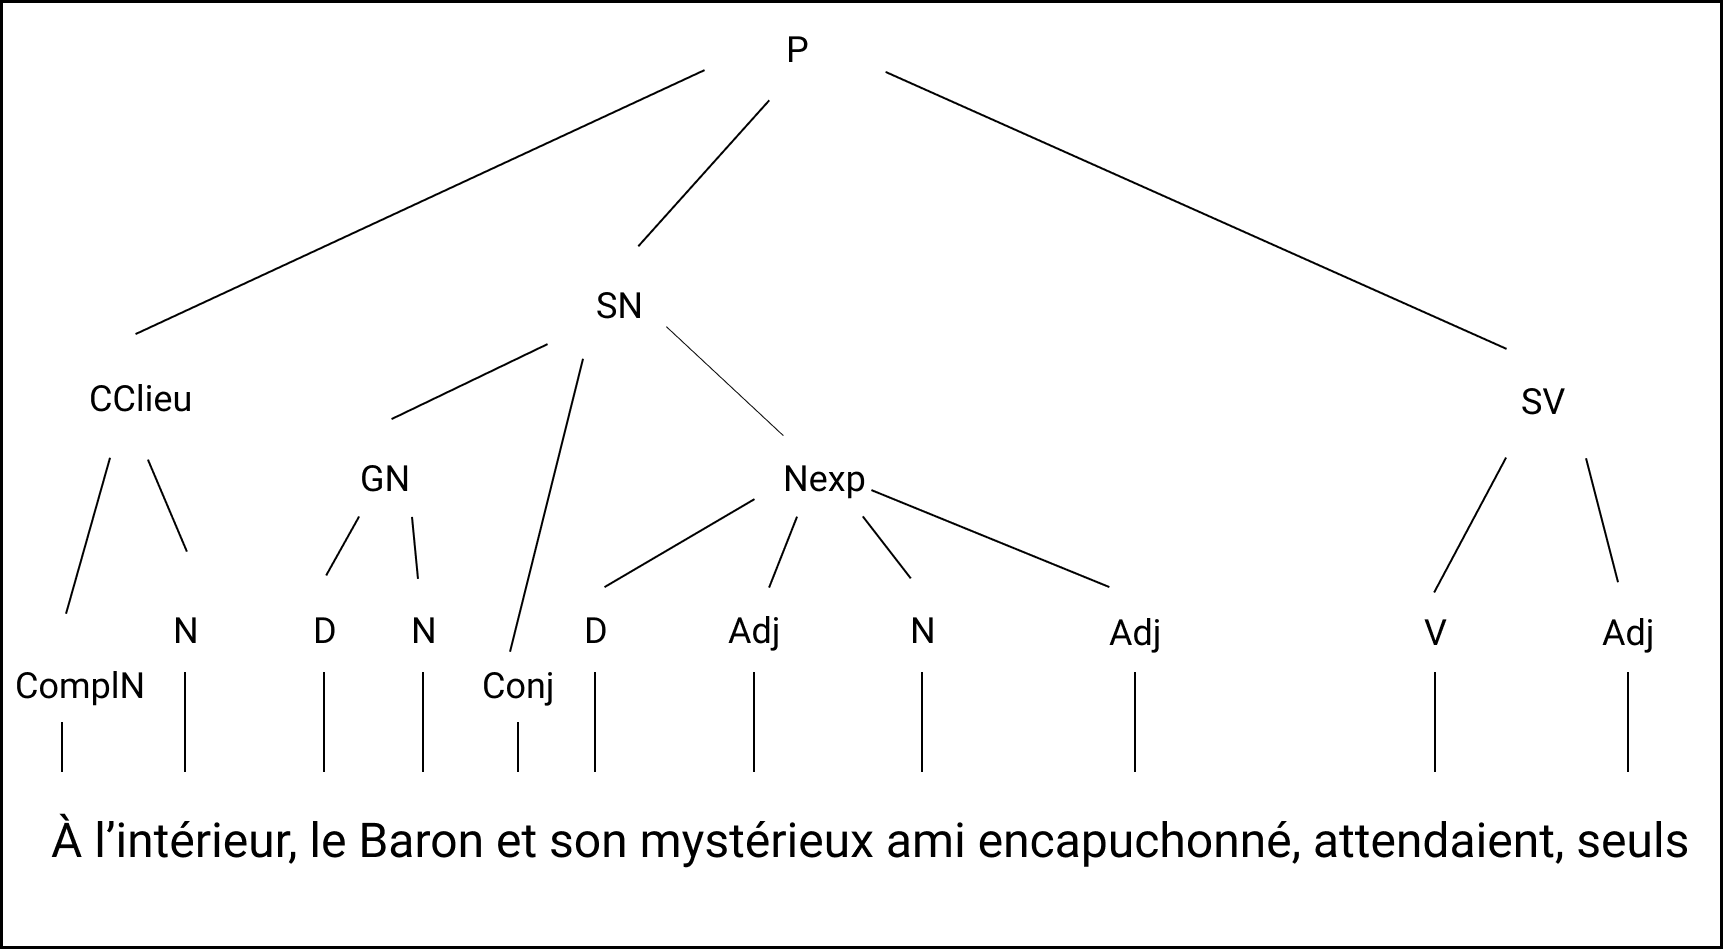 P
SN
CClieu
SV
GN
Nexp
N
D
N
D
Adj
N
Adj
V
Adj
ComplN
Conj
À l’intérieur, le Baron et son mystérieux ami encapuchonné, attendaient, seuls